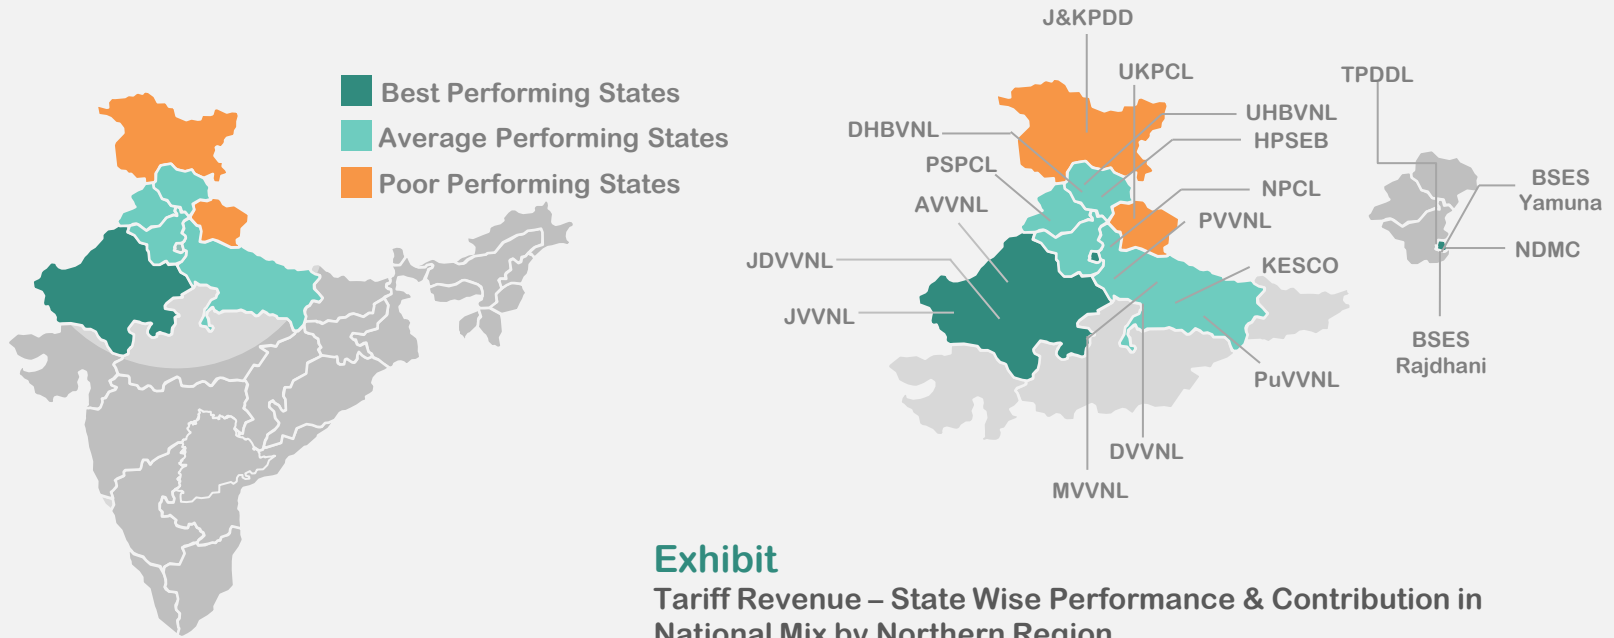 Best Performing States
Average Performing States
Poor Performing States
J&KPDD
UKPCL
TPDDL
UHBVNL
DHBVNL
HPSEB
PSPCL
BSES
Yamuna
NPCL
AVVNL
PVVNL
NDMC
JDVVNL
KESCO
JVVNL
BSES
Rajdhani
PuVVNL
DVVNL
MVVNL
Exhibit
Tariff Revenue – State Wise Performance & Contribution in
National Mix by Northern Region